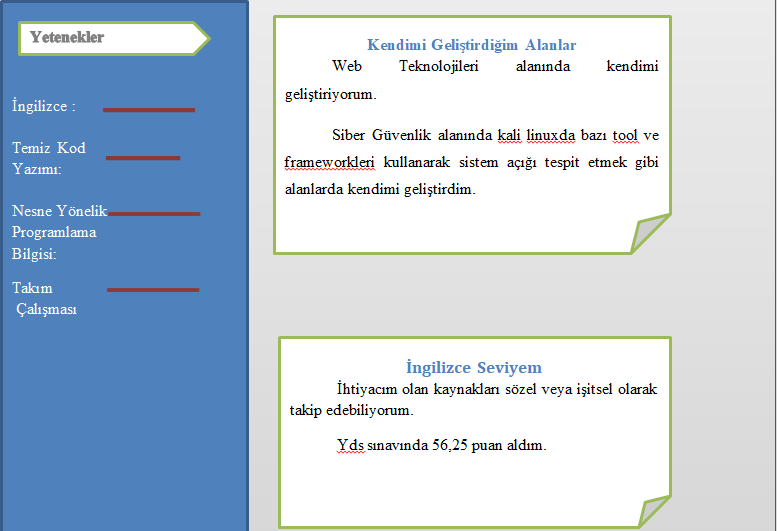 Yetenekler
İngilizce :
Temiz Kod
Yazımı:
Nesne Yönelik
Programlama
Bilgisi:
Takım
Çalışması
Kendimi Geliştirdiğim Alanlar
Web Teknolojileri alanında kendimi
geliştiriyorum.
Siber Güvenlik alanında kali linuxda bazı tool ve
frameworkleri kullanarak sistem açığı tespit etmek gibi
alanlarda kendimi geliştirdim.
İngilizce Seviyem
İhtiyacım olan kaynakları sözel veya işitsel olarak
takip edebiliyorum.
Yds sınavında 56,25 puan aldım.